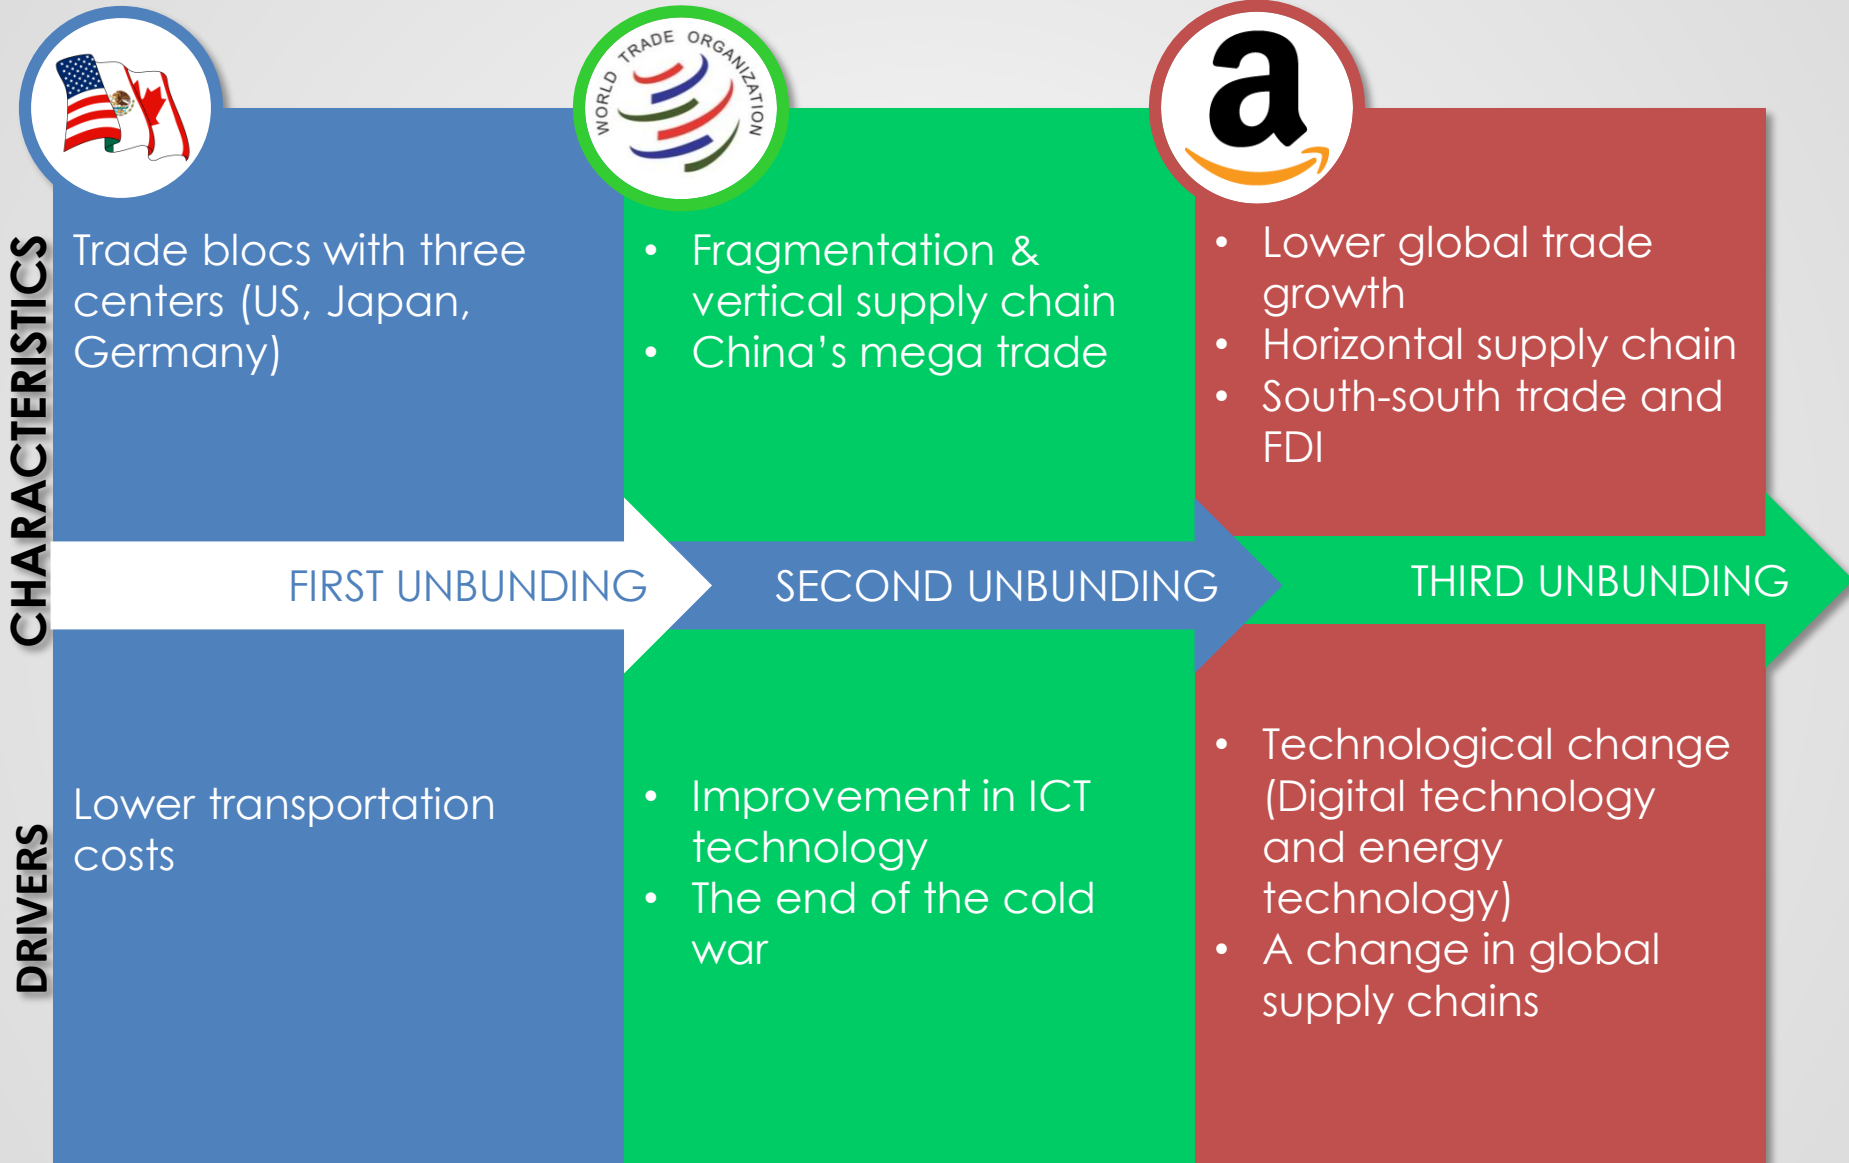 WORLD TRADE ORGANIZATION
a
CHARACTERISTICS
Trade blocs with three
centers (US, Japan,
Germany)
• Fragmentation &
vertical supply chain
• China’s mega trade
• Lower global trade
growth
• Horizontal supply chain
• South-south trade and
FDI
FIRST UNBUNDING
SECOND UNBUNDING
THIRD UNBUNDING
DRIVERS
Lower transportation
costs
• Improvement in ICT
technology
• The end of the cold
war
• Technological change
(Digital technology
and energy
technology)
• A change in global
supply chains